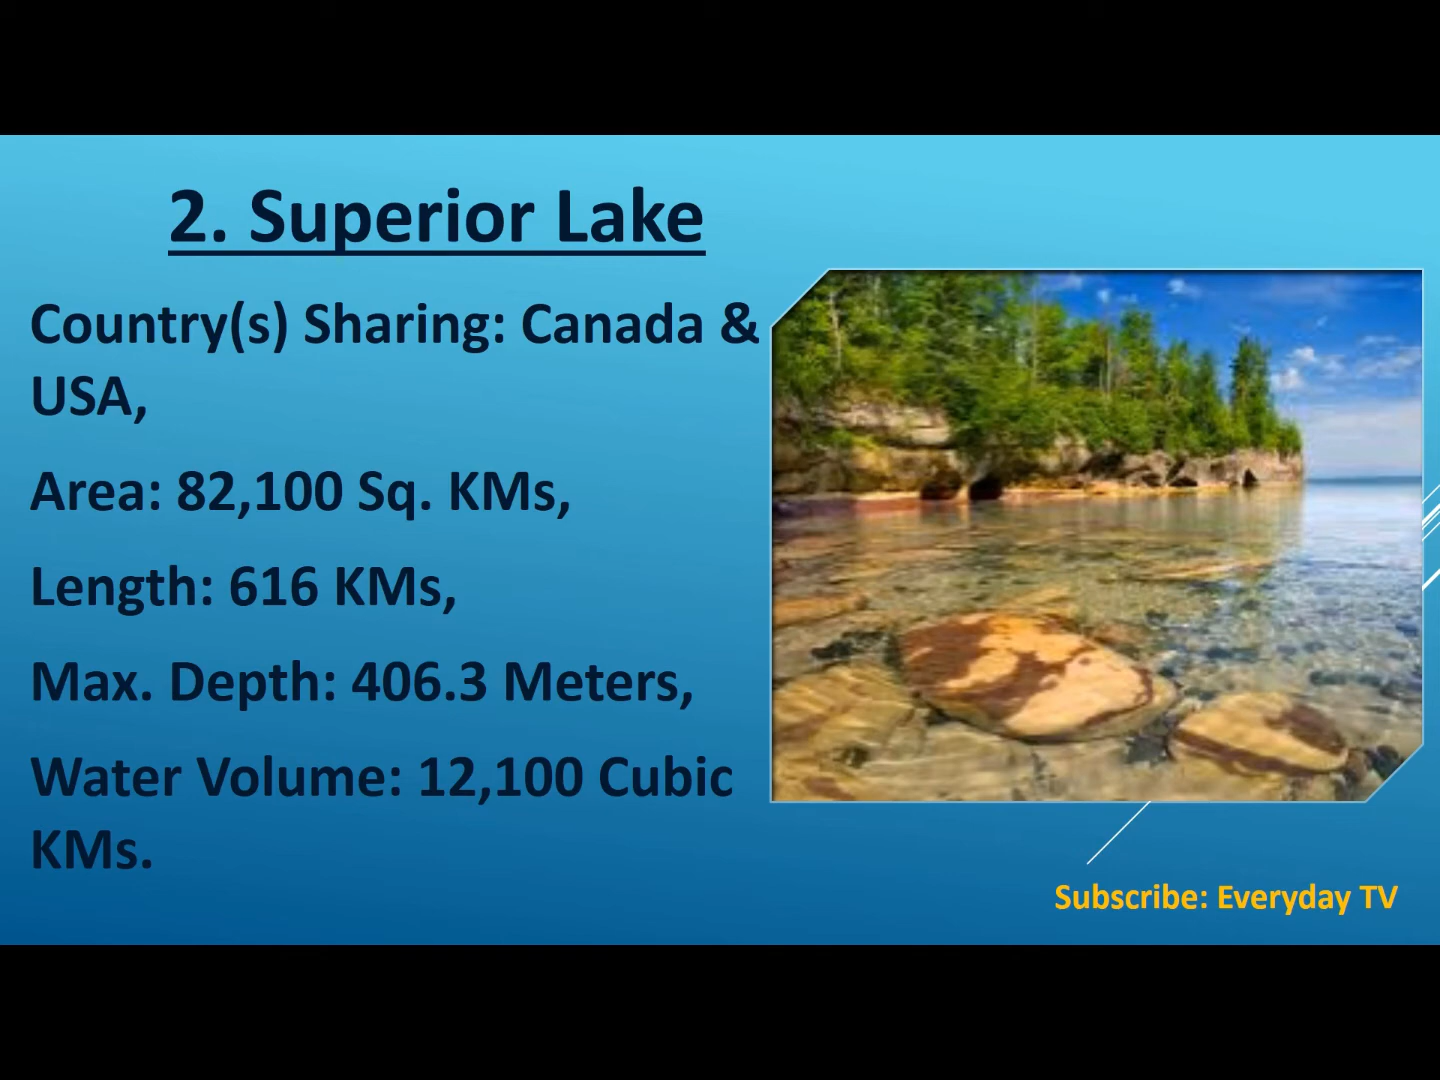 2. Superior Lake
Country(s) Sharing: Canada &
USA,
Area: 82,100 Sq. KMs,
Length: 616 KMs,
Max. Depth: 406.3 Meters,
Water Volume: 12,100 Cubic
KMs.
Subscribe: Everyday TV